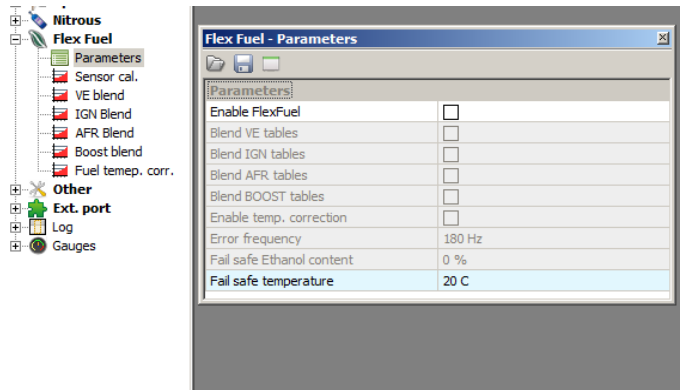 Nitrous
Flex Fuel
Parameters
Sensor cal.
VE blend
IGN Blend
AFR Blend
Boost blend
Fuel temep. corr.
Other
Ext. port
Log
Gauges
Flex Fuel - Parameters
Parameters
Enable FlexFuel
Blend VE tables
Blend IGN tables
Blend AFR tables
Blend BOOST tables
Enable temp. correction
Error frequency 180 Hz
Fail safe Ethanol content 0 %
Fail safe temperature 20 C